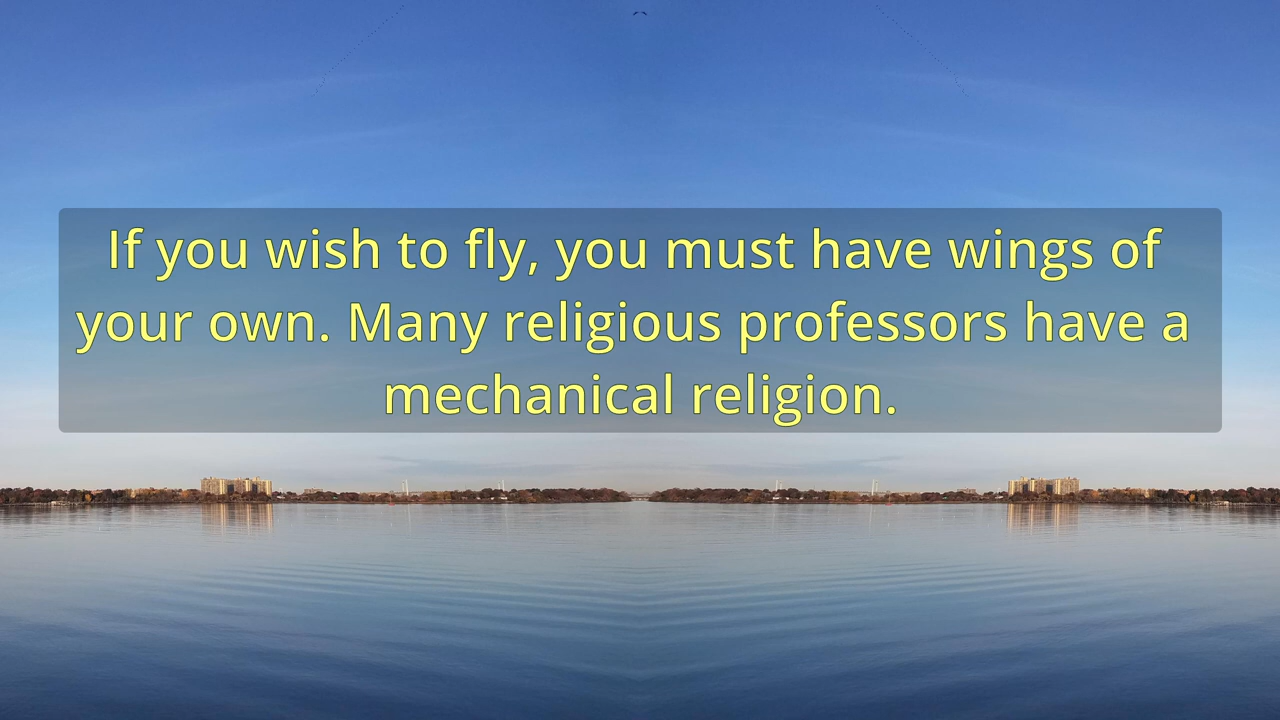 If you wish to fly, you must have wings of
your own. Many religious professors have a
mechanical religion.